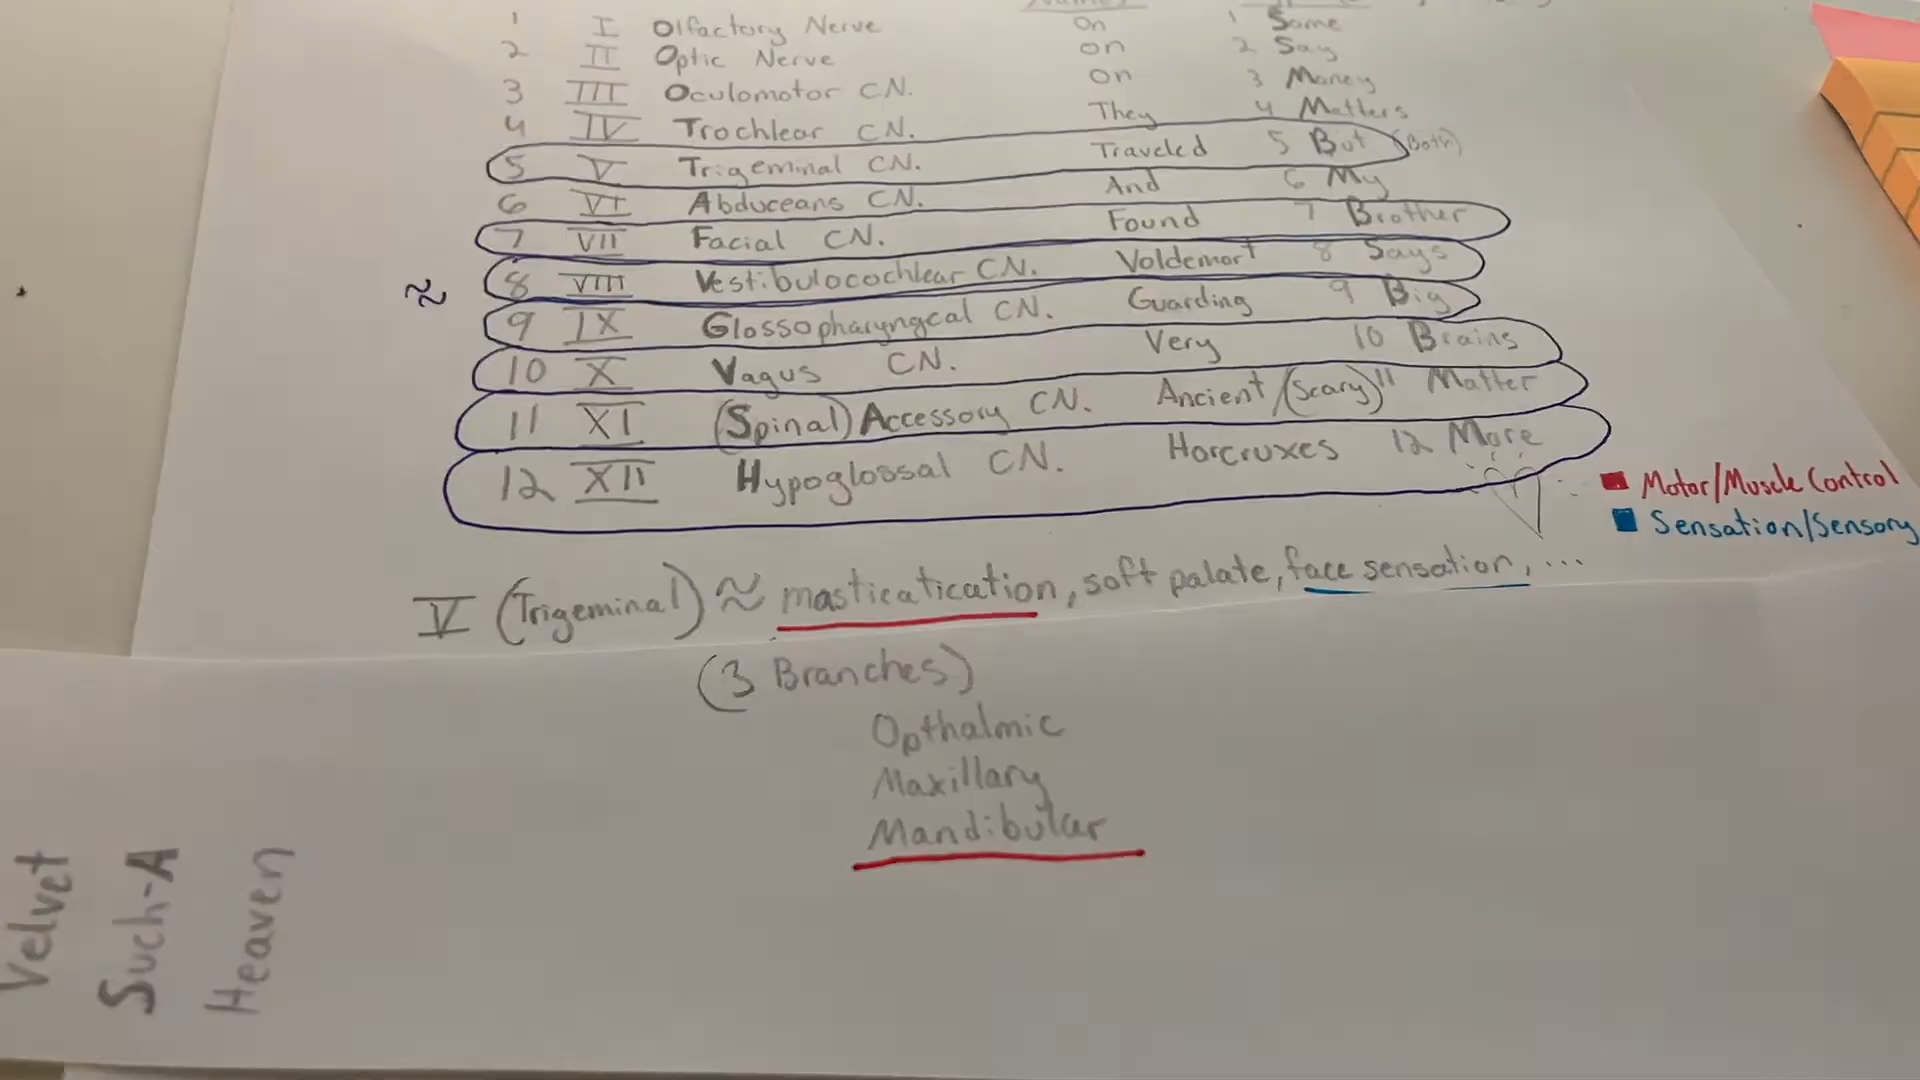 1 I Olfactory Nerve On 1 Some
2 II Optic Nerve on 2 Say
3 III Oculomotor CN. On 3 Money
4 IV Trochlear CN. They 4 Matters
5 V Trigeminal CN. Traveled 5 But (Both)
6 VI Abduceans CN. And 6 My
7 VII Facial CN. Found 7 Brother
≈ 8 VIII Vestibulocochlear CN. Voldemort 8 Says
9 IX Glossopharyngeal CN. Guarding 9 Big
10 X Vagus CN. Very 10 Brains
11 XI (Spinal) Accessory CN. Ancient/(Scary) 11 Matter
12 XII Hypoglossal CN. Horcruxes 12 More
Motor/Muscle Control
Sensation/Sensory
V (Trigeminal) ≈ masticatication, soft palate, face sensation, ...
(3 Branches)
Opthalmic
Maxillary
Mandibular
Velvet
Such-A
Heaven